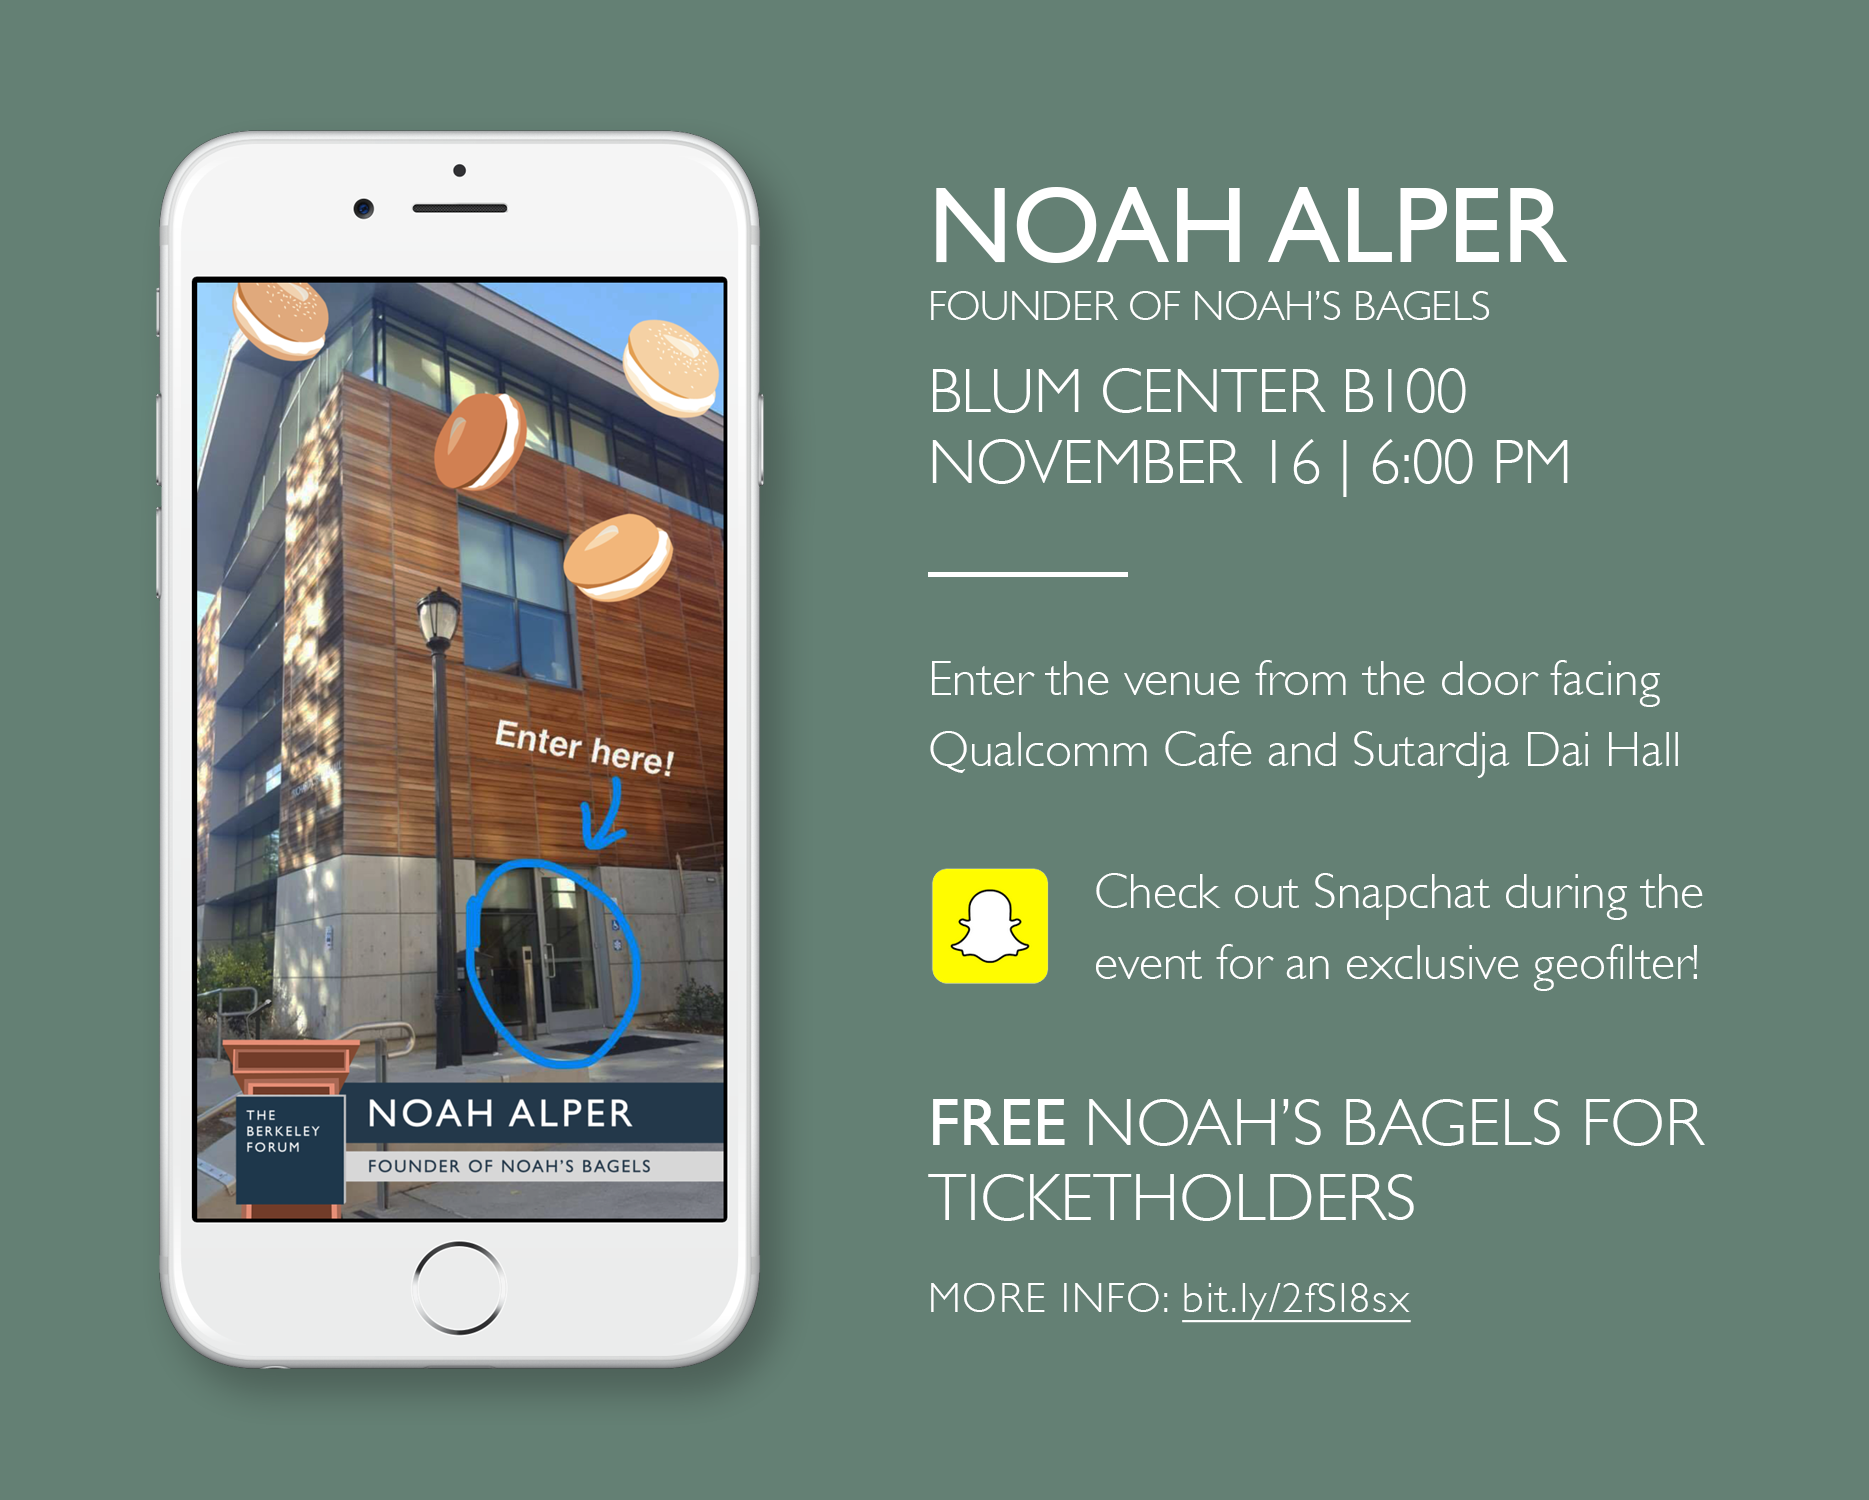 NOAH ALPER
FOUNDER OF NOAH'S BAGELS
BLUM CENTER B100
NOVEMBER 16 | 6:00 PM
Enter the venue from the door facing
Qualcomm Cafe and Sutardja Dai Hall
Check out Snapchat during the
event for an exclusive geofilter!
FREE NOAH'S BAGELS FOR
TICKETHOLDERS
MORE INFO: bit.ly/2fSI8sx
Enter here!
THE
BERKELEY
FORUM
NOAH ALPER
FOUNDER OF NOAH'S BAGELS